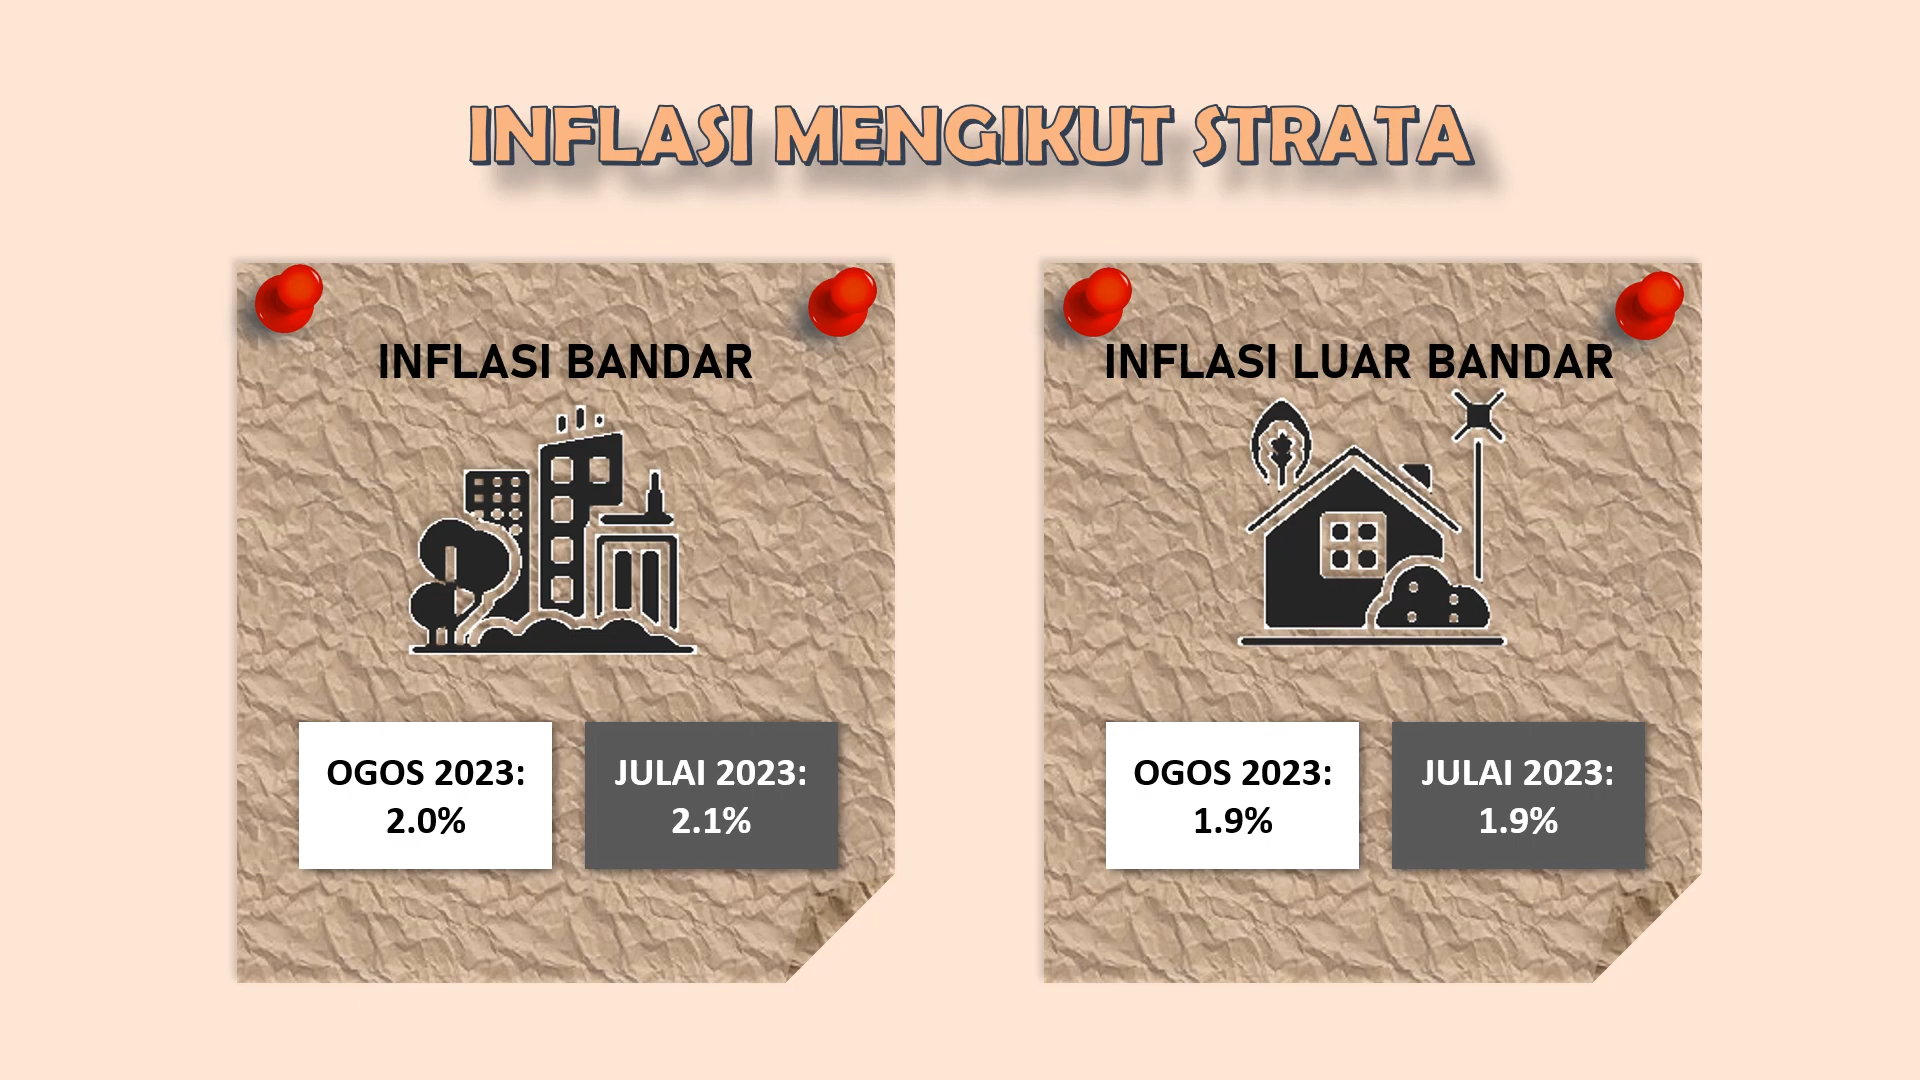 INFLASI MENGIKUT STRATA
INFLASI BANDAR
OGOS 2023:
2.0%
JULAI 2023:
2.1%
INFLASI LUAR BANDAR
OGOS 2023:
1.9%
JULAI 2023:
1.9%